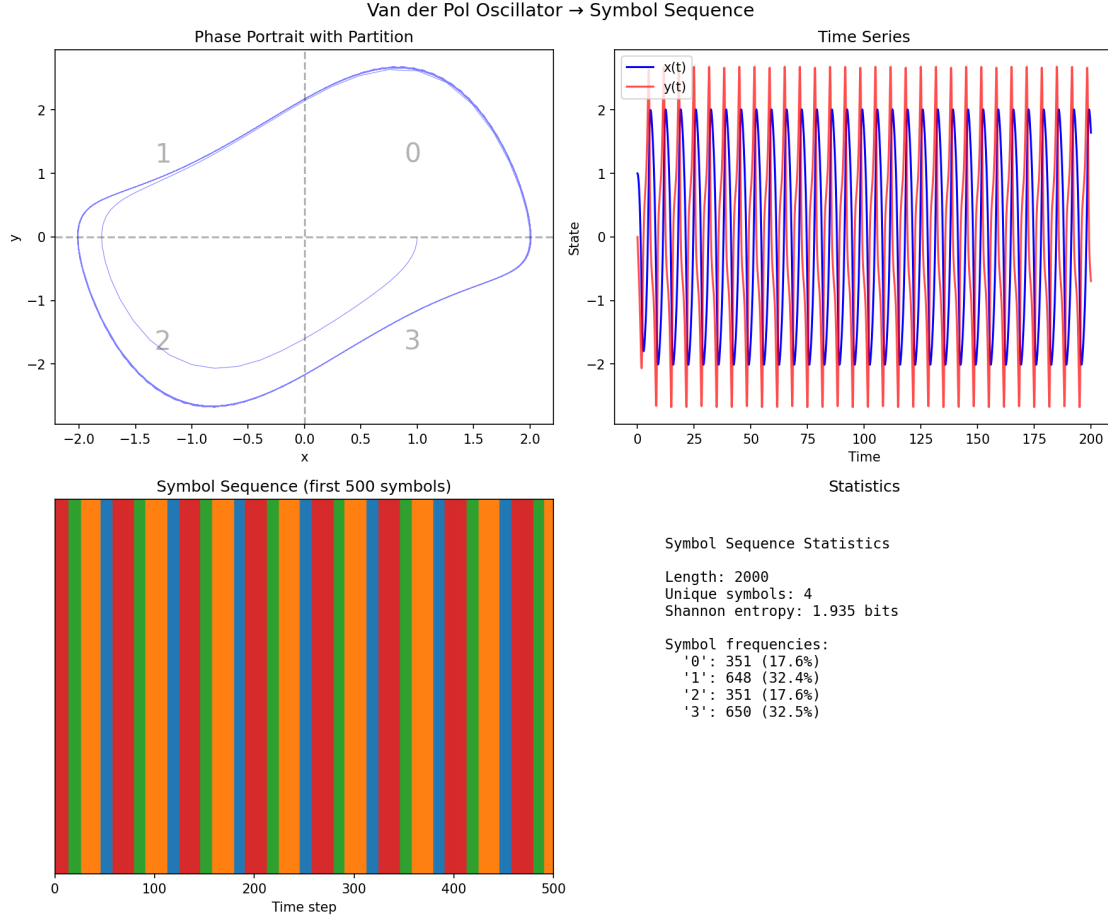 Van der Pol Oscillator → Symbol Sequence
Phase Portrait with Partition
2
1
0
−1
−2
y
1
0
2
3
−2.0
−1.5
−1.0
−0.5
0.0
0.5
1.0
1.5
2.0
x
Time Series
x(t)
y(t)
2
1
0
−1
−2
State
0
25
50
75
100
125
150
175
200
Time
Symbol Sequence (first 500 symbols)
0
100
200
300
400
500
Time step
Statistics
Symbol Sequence Statistics
Length: 2000
Unique symbols: 4
Shannon entropy: 1.935 bits
Symbol frequencies:
'0': 351 (17.6%)
'1': 648 (32.4%)
'2': 351 (17.6%)
'3': 650 (32.5%)